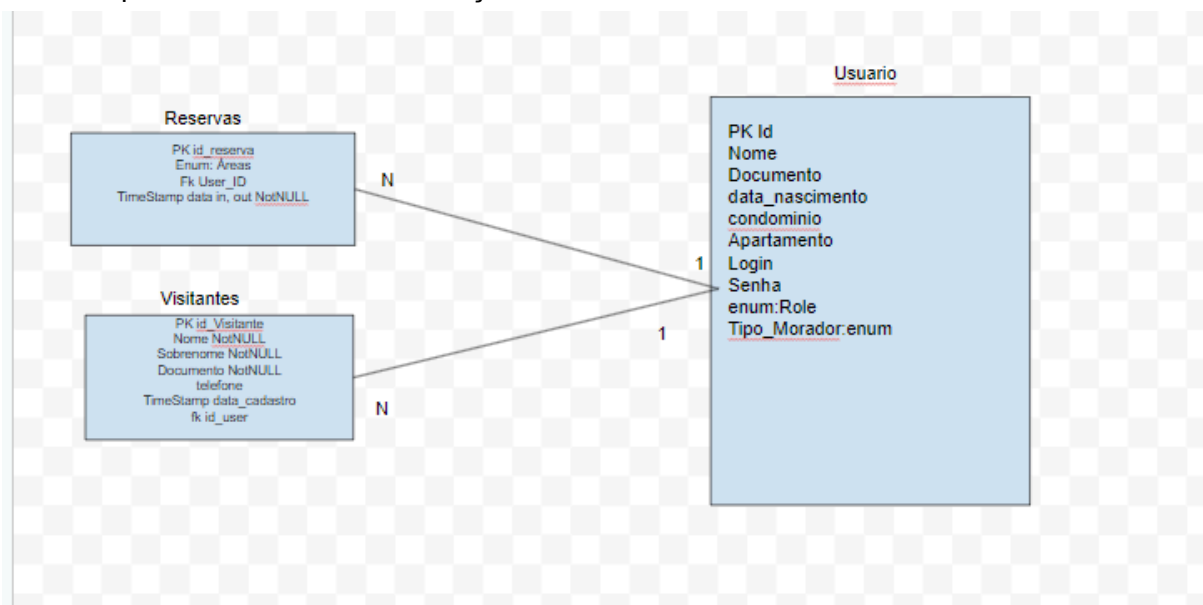 Reservas
PK id_reserva
Enum: Áreas
Fk User_ID
TimeStamp data in, out NotNULL
N
Visitantes
PK id_Visitante
Nome NotNULL
Sobrenome NotNULL
Documento NotNULL
telefone
TimeStamp data_cadastro
fk id_user
N
1
1
Usuario
PK Id
Nome
Documento
data_nascimento
condominio
Apartamento
Login
Senha
enum:Role
Tipo_Morador:enum